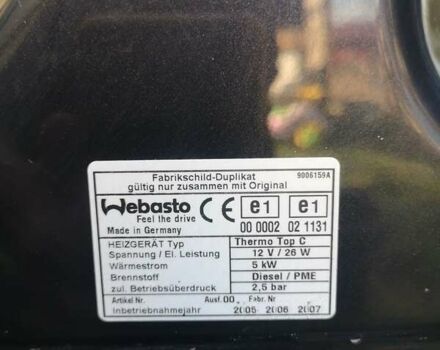 Fabrikschild-Duplikat 9006159A
gültig nur zusammen mit Original
Webasto CE e1 e1
Feel the drive
Made in Germany 00 0002 02 1131
HEIZGERÄT Typ Thermo Top C
Spannung / El. Leistung 12 V / 26 W
Wärmestrom 5 kW
Brennstoff Diesel / PME
zul. Betriebsüberdruck 2,5 bar
Artikel Nr. Ausf. 00. Fabr. Nr
Inbetriebnahmejahr 2005 2006 2007